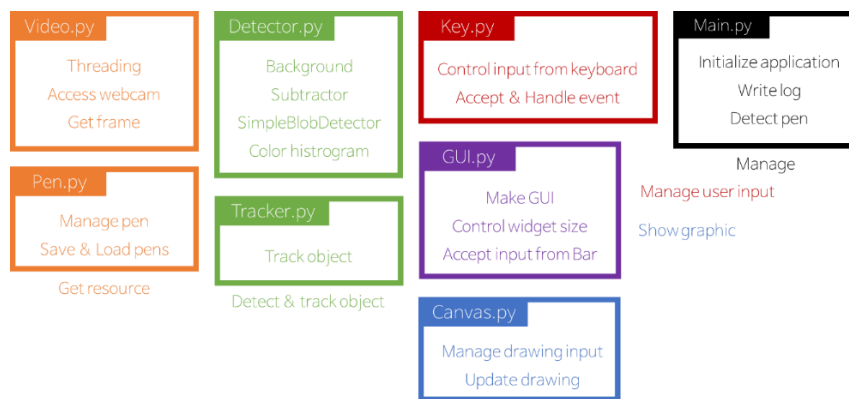 Video.py
Threading
Access webcam
Get frame
Pen.py
Manage pen
Save & Load pens
Get resource
Detector.py
Background
Subtractor
SimpleBlobDetector
Color histrogram
Tracker.py
Track object
Detect & track object
Key.py
Control input from keyboard
Accept & Handle event
GUI.py
Make GUI
Control widget size
Accept input from Bar
Canvas.py
Manage drawing input
Update drawing
Main.py
Initialize application
Write log
Detect pen
Manage
Manage user input
Show graphic